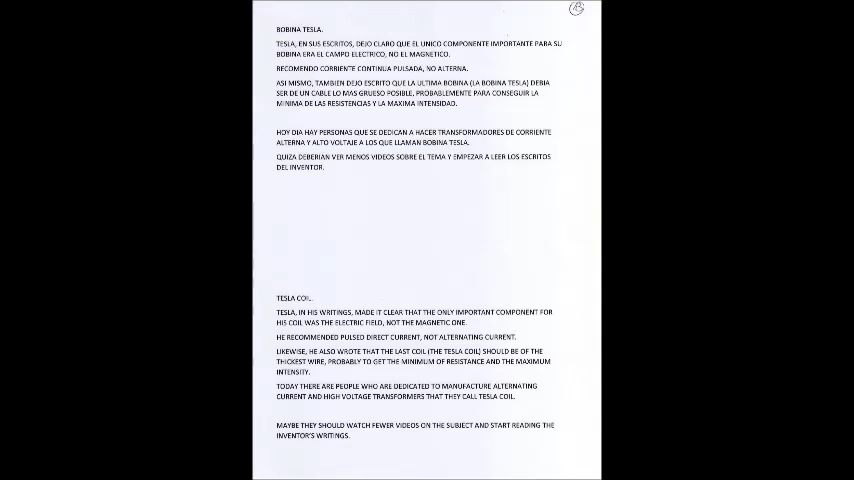 13
BOBINA TESLA.
TESLA, EN SUS ESCRITOS, DEJO CLARO QUE EL UNICO COMPONENTE IMPORTANTE PARA SU
BOBINA ERA EL CAMPO ELECTRICO, NO EL MAGNETICO.
RECOMENDO CORRIENTE CONTINUA PULSADA, NO ALTERNA.
ASI MISMO, TAMBIEN DEJO ESCRITO QUE LA ULTIMA BOBINA (LA BOBINA TESLA) DEBIA
SER DE UN CABLE LO MAS GRUESO POSIBLE, PROBABLEMENTE PARA CONSEGUIR LA
MINIMA DE LAS RESISTENCIAS Y LA MAXIMA INTENSIDAD.
HOY DIA HAY PERSONAS QUE SE DEDICAN A HACER TRANSFORMADORES DE CORRIENTE
ALTERNA Y ALTO VOLTAJE A LOS QUE LLAMAN BOBINA TESLA.
QUIZA DEBERIAN VER MENOS VIDEOS SOBRE EL TEMA Y EMPEZAR A LEER LOS ESCRITOS
DEL INVENTOR.
TESLA COIL.
TESLA, IN HIS WRITINGS, MADE IT CLEAR THAT THE ONLY IMPORTANT COMPONENT FOR
HIS COIL WAS THE ELECTRIC FIELD, NOT THE MAGNETIC ONE.
HE RECOMMENDED PULSED DIRECT CURRENT, NOT ALTERNATING CURRENT.
LIKEWISE, HE ALSO WROTE THAT THE LAST COIL (THE TESLA COIL) SHOULD BE OF THE
THICKEST WIRE, PROBABLY TO GET THE MINIMUM OF RESISTANCE AND THE MAXIMUM
INTENSITY.
TODAY THERE ARE PEOPLE WHO ARE DEDICATED TO MANUFACTURE ALTERNATING
CURRENT AND HIGH VOLTAGE TRANSFORMERS THAT THEY CALL TESLA COIL.
MAYBE THEY SHOULD WATCH FEWER VIDEOS ON THE SUBJECT AND START READING THE
INVENTOR'S WRITINGS.